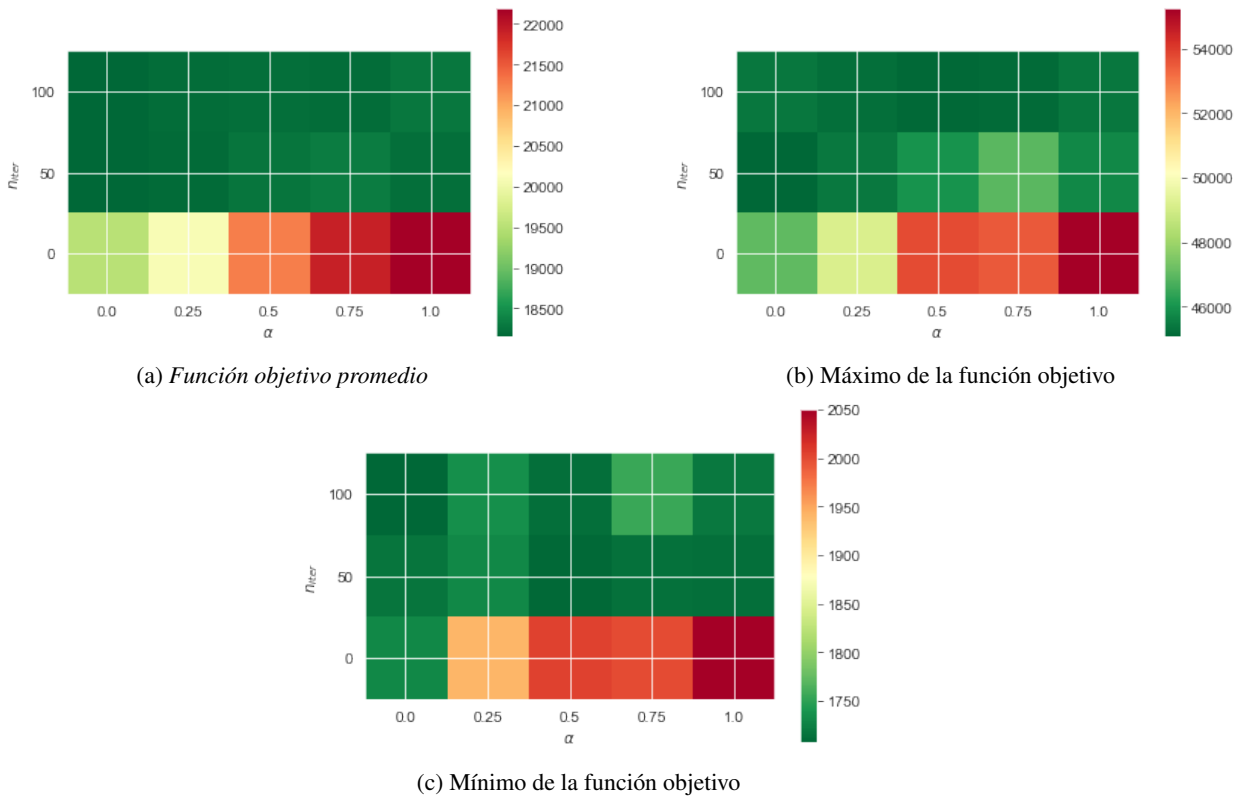 22000
21500
21000
20500
20000
19500
19000
18500
100
50
0
n_iter
0.0 0.25 0.5 0.75 1.0
α
(a) Función objetivo promedio
54000
52000
50000
48000
46000
100
50
0
n_iter
0.0 0.25 0.5 0.75 1.0
α
(b) Máximo de la función objetivo
2050
2000
1950
1900
1850
1800
1750
100
50
0
n_iter
0.0 0.25 0.5 0.75 1.0
α
(c) Mínimo de la función objetivo